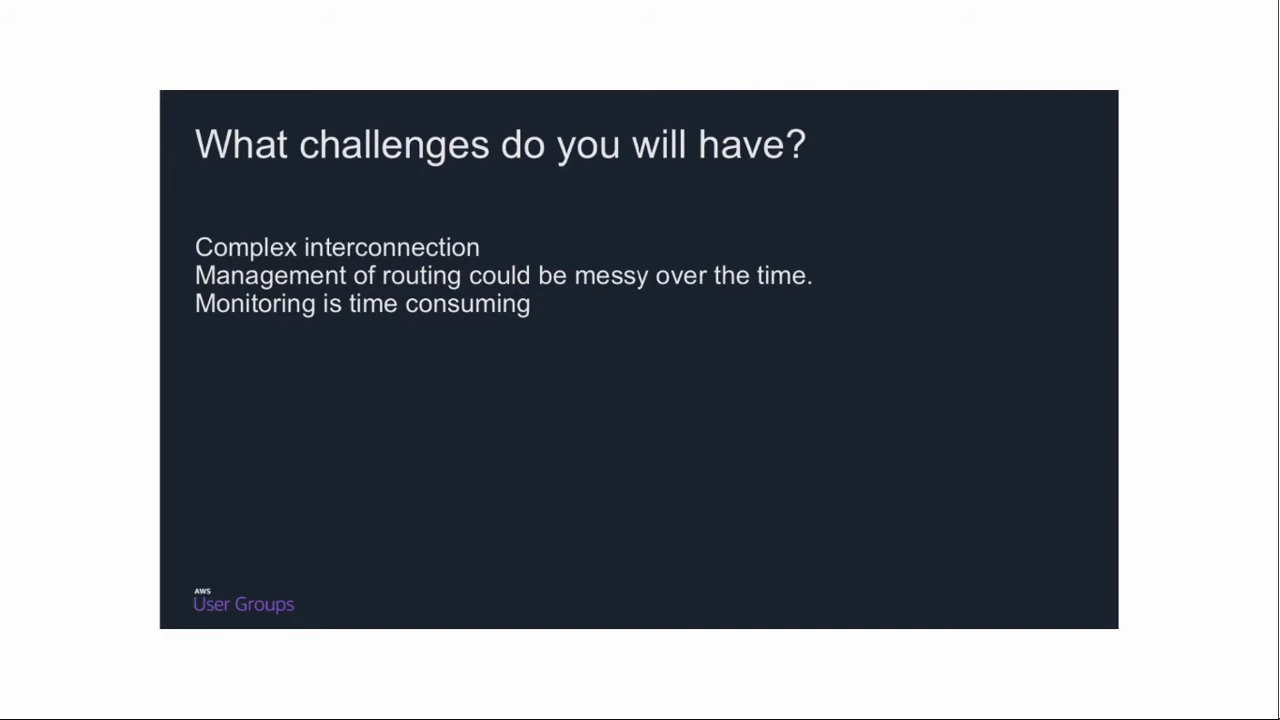 What challenges do you will have?
Complex interconnection
Management of routing could be messy over the time.
Monitoring is time consuming
AWS
User Groups